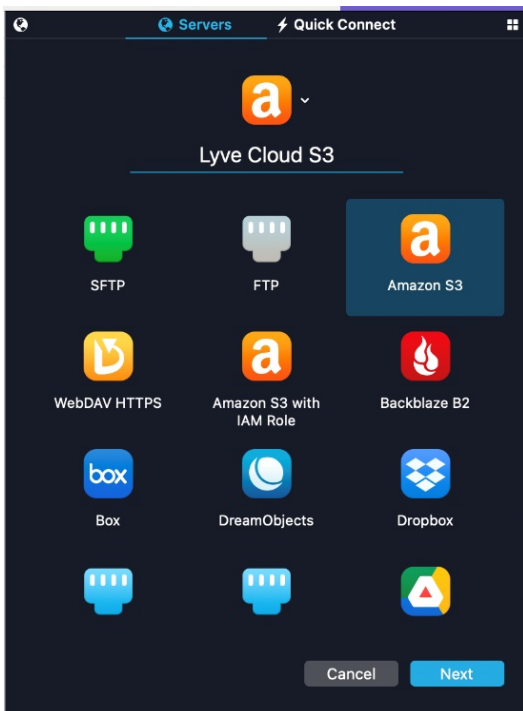 Servers
Quick Connect
a
Lyve Cloud S3
a
SFTP
FTP
Amazon S3
a
WebDAV HTTPS
Amazon S3 with
IAM Role
Backblaze B2
box
Box
DreamObjects
Dropbox
Cancel
Next